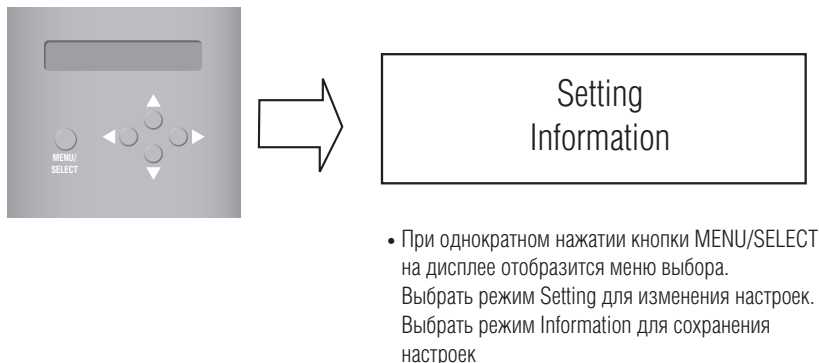 MENU/
SELECT
Setting
Information
• При однократном нажатии кнопки MENU/SELECT
на дисплее отобразится меню выбора.
Выбрать режим Setting для изменения настроек.
Выбрать режим Information для сохранения
настроек